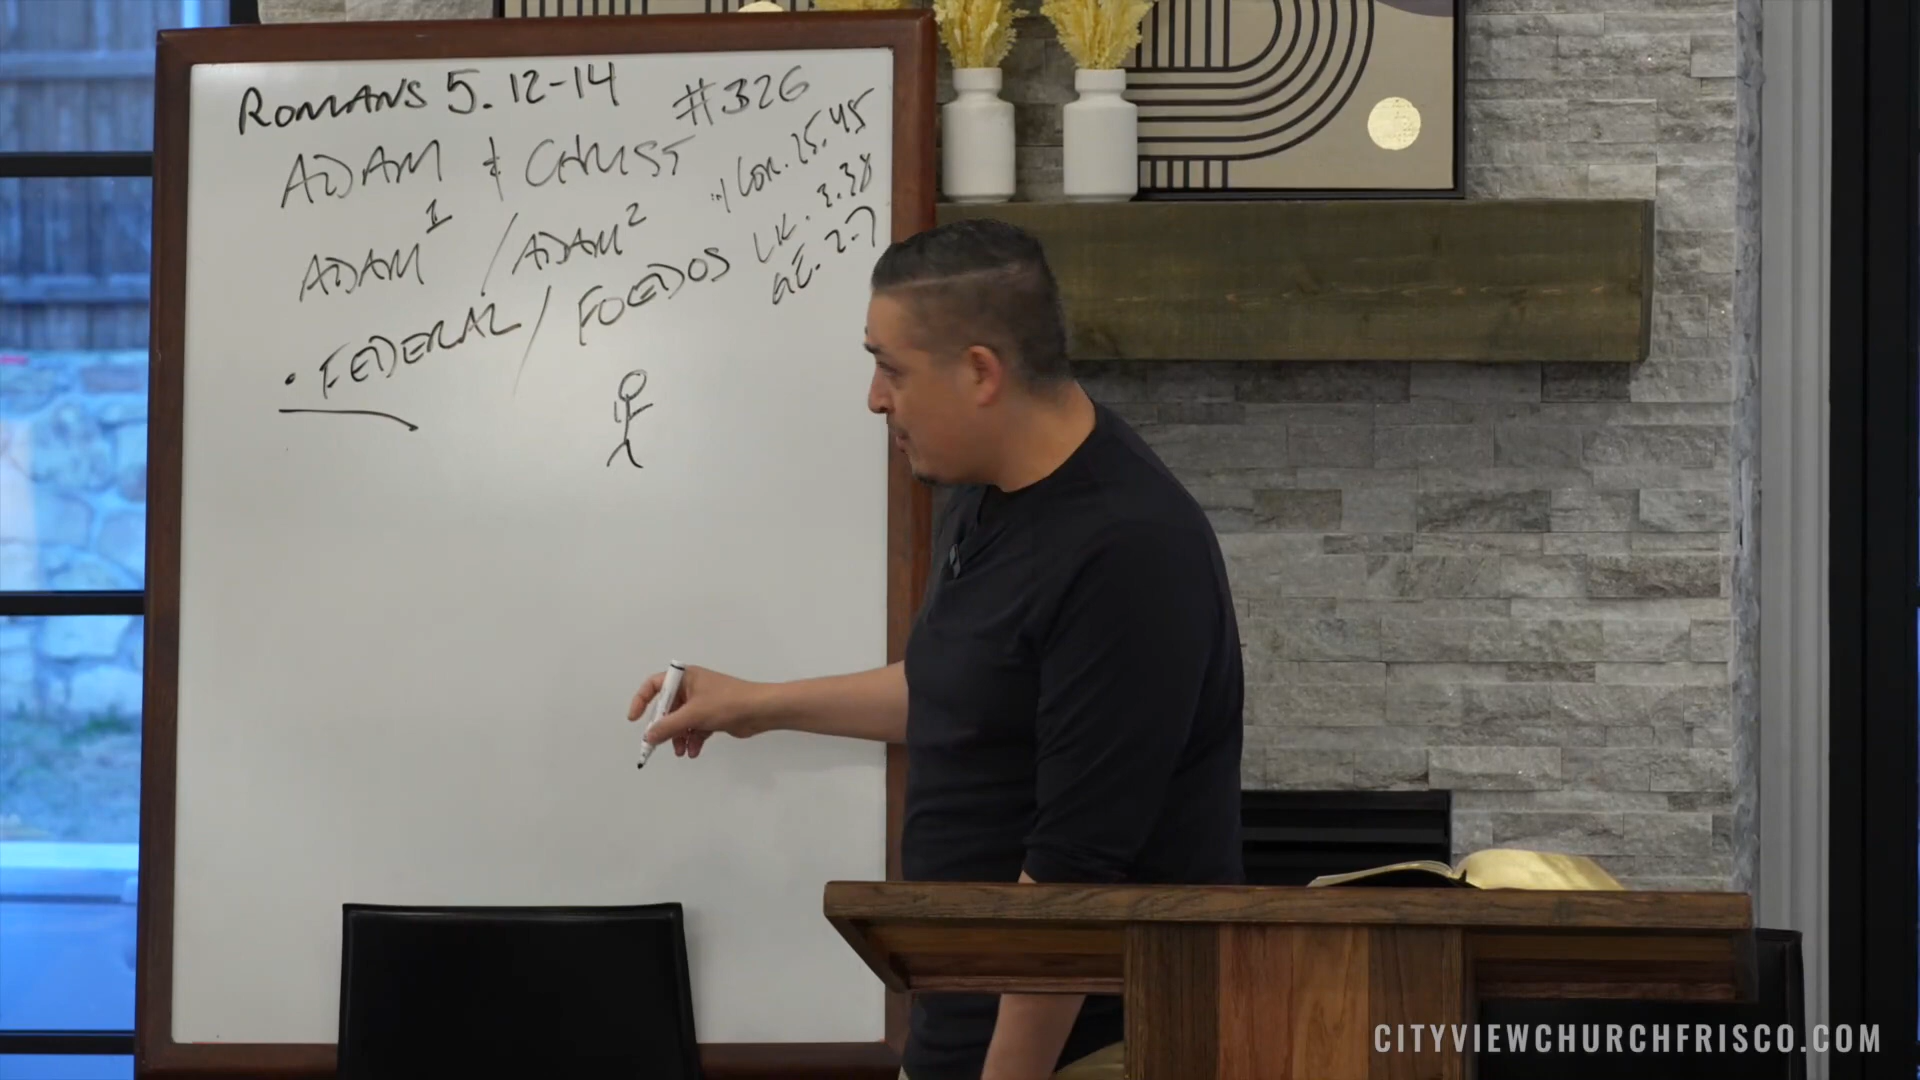 ROMANS 5.12-14
#326
ADAM & CHRIST
1 COR. 15.45
ADAM¹ / ADAM²
LK. 3.38
GE. 2.7
• FEDERAL / FOEDOS
CITYVIEWCHURCHFRISCO.COM